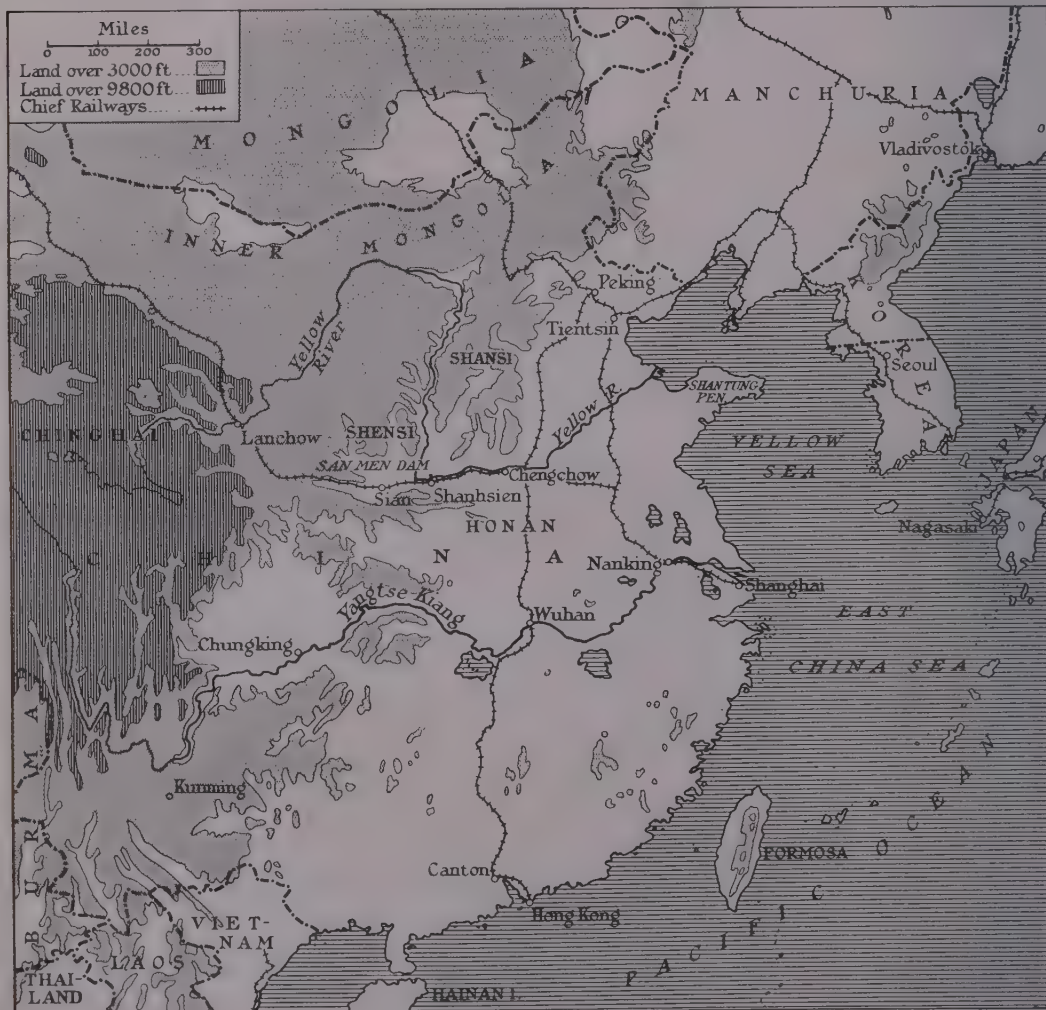 Miles
0 100 200 300
Land over 3000 ft.....
Land over 9800 ft.....
Chief Railways.....
MONGOLIA
MANCHURIA
Vladivostók
INNER MONGOLIA
Peking
Tientsin
Yellow River
SHANSI
KOREA
Seoul
SHANTUNG PEN.
Yellow R.
CHINGHAI
Lanchow
SHENSI
YELLOW SEA
JAPAN
SAN MEN DAM
Chengchow
Sian
Shanhsien
HONAN
Nagasaki
CHINA
Nanking
Shanghai
Yangtse-Kiang
Wuhan
EAST CHINA SEA
Chungking
BURMA
Kunming
FORMOSA
Canton
Hong Kong
PACIFIC OCEAN
VIET-
NAM
LAOS
THAI-
LAND
HAINAN I.